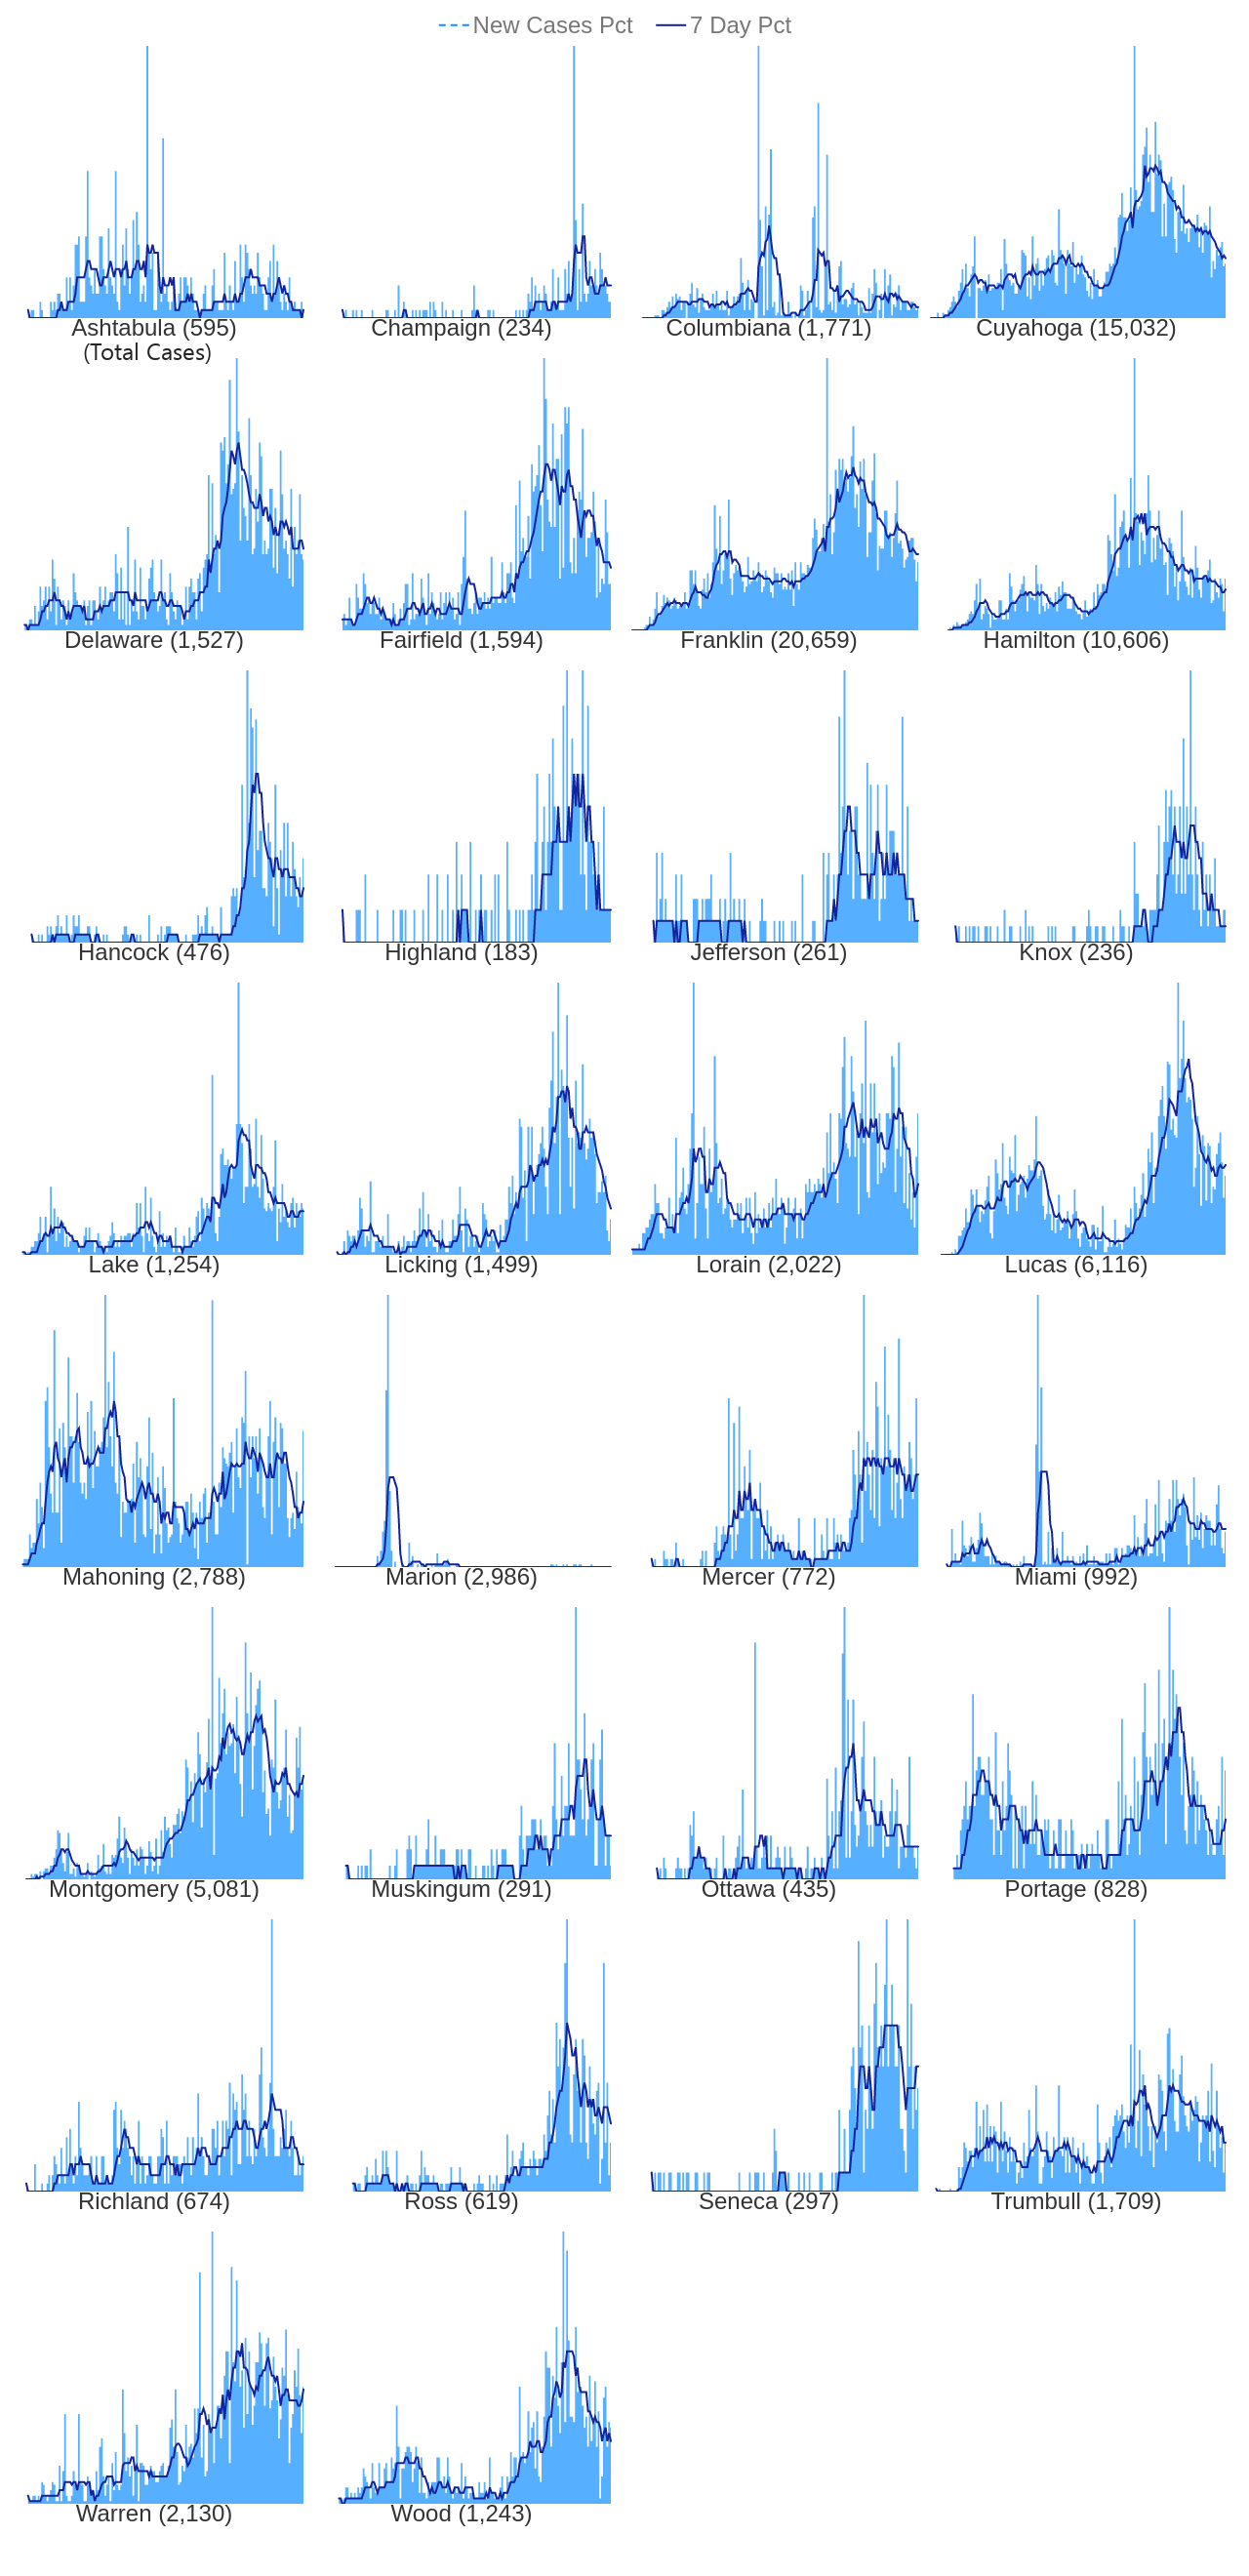 New Cases Pct 7 Day Pct
Ashtabula (595) Champaign (234) Columbiana (1,771) Cuyahoga (15,032)
(Total Cases)
Delaware (1,527) Fairfield (1,594) Franklin (20,659) Hamilton (10,606)
Hancock (476) Highland (183) Jefferson (261) Knox (236)
Lake (1,254) Licking (1,499) Lorain (2,022) Lucas (6,116)
Mahoning (2,788) Marion (2,986) Mercer (772) Miami (992)
Montgomery (5,081) Muskingum (291) Ottawa (435) Portage (828)
Richland (674) Ross (619) Seneca (297) Trumbull (1,709)
Warren (2,130) Wood (1,243)